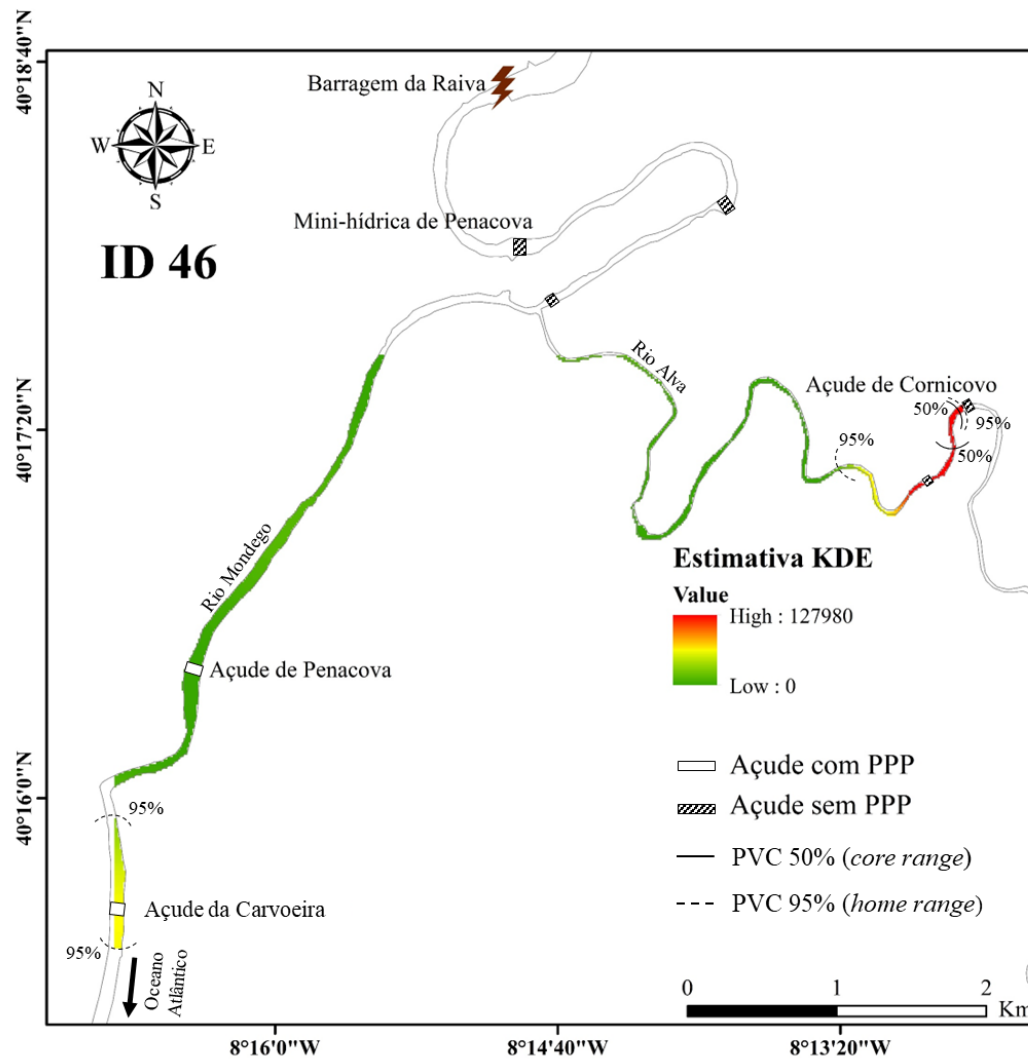 40°18'40"N
Barragem da Raiva
N
W
E
S
Mini-hídrica de Penacova
ID 46
Rio Alva
Açude de Cornicovo
50%
95%
50%
95%
40°17'20"N
Rio Mondego
Estimativa KDE
Value
High : 127980
Low : 0
Açude de Penacova
Açude com PPP
Açude sem PPP
40°16'0"N
95%
PVC 50% (core range)
PVC 95% (home range)
Açude da Carvoeira
95%
Oceano
Atlântico
0
1
2
Km
8°16'0"W
8°14'40"W
8°13'20"W